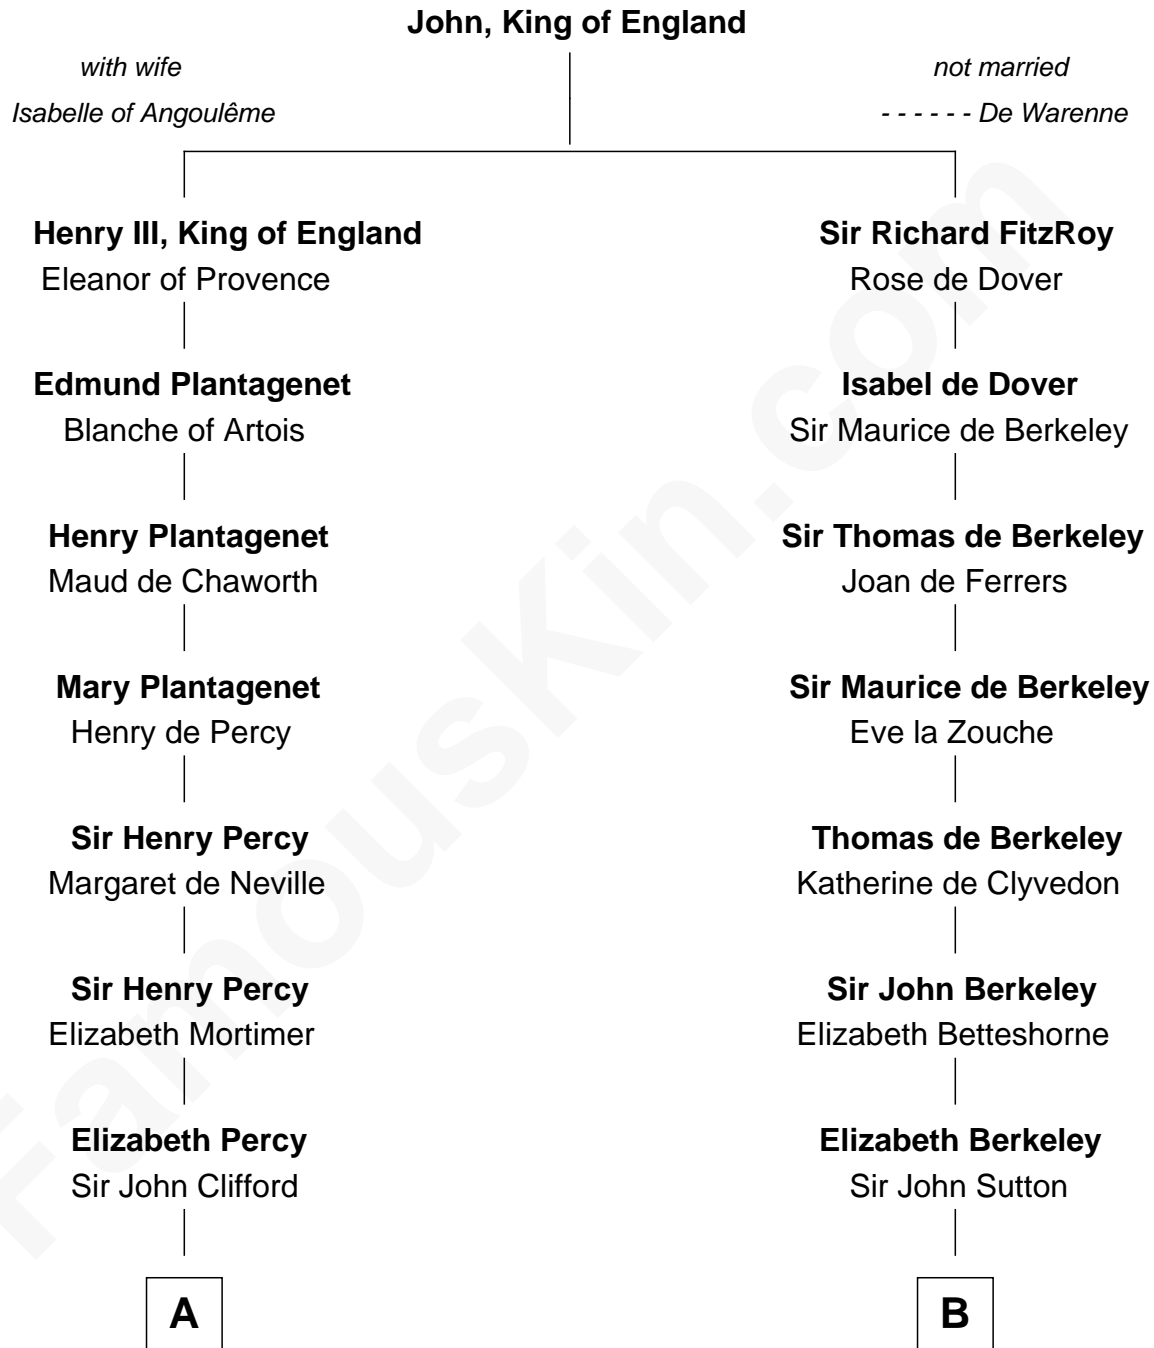 John, King of England
with wife
not married
Isabelle of Angoulême
- - - - - - De Warenne
Henry III, King of England
Eleanor of Provence
Sir Richard FitzRoy
Rose de Dover
Edmund Plantagenet
Blanche of Artois
Isabel de Dover
Sir Maurice de Berkeley
Henry Plantagenet
Maud de Chaworth
Sir Thomas de Berkeley
Joan de Ferrers
Mary Plantagenet
Henry de Percy
Sir Maurice de Berkeley
Eve la Zouche
Sir Henry Percy
Margaret de Neville
Thomas de Berkeley
Katherine de Clyvedon
Sir Henry Percy
Elizabeth Mortimer
Sir John Berkeley
Elizabeth Betteshorne
Elizabeth Percy
Sir John Clifford
Elizabeth Berkeley
Sir John Sutton
A
B
FamousKin.com